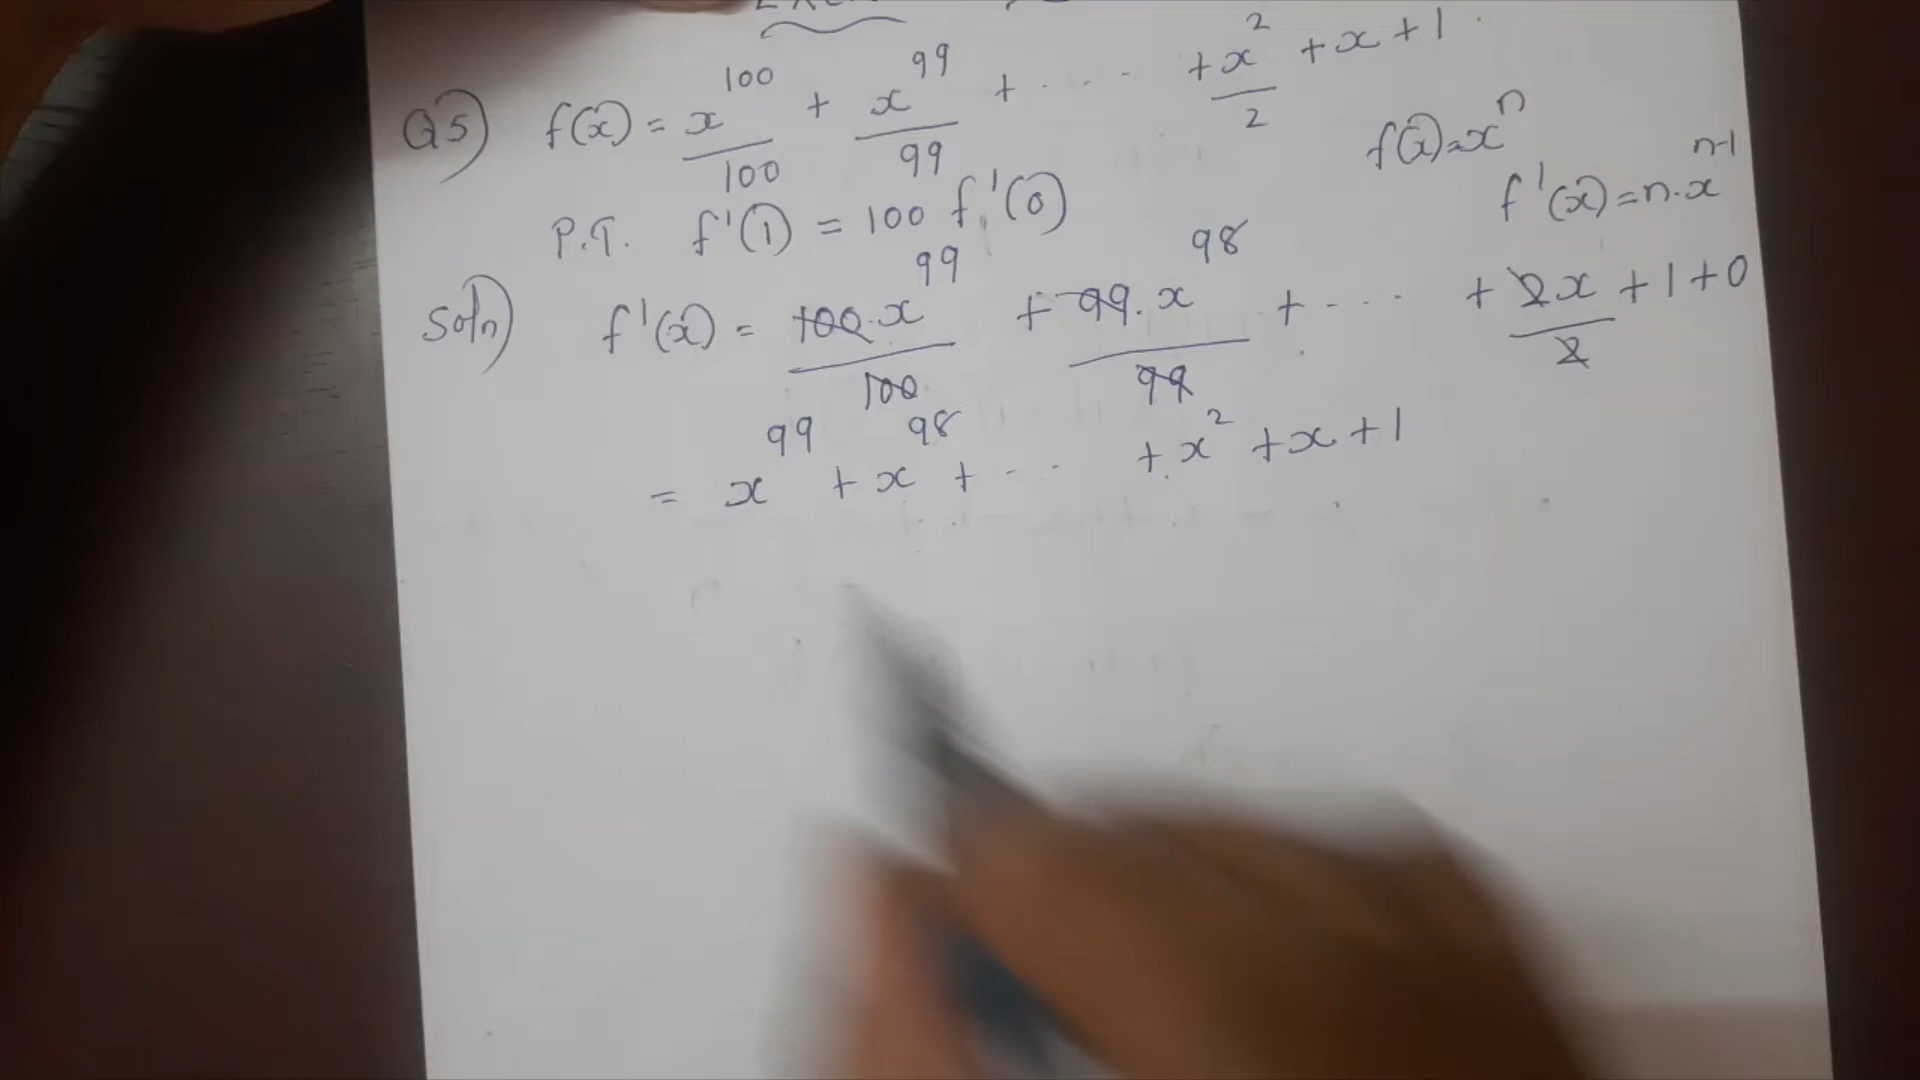 Q5) f(x) = x^100/100 + x^99/99 + ···· + x^2/2 + x + 1.
f(x) = x^n
P.T. f'(1) = 100 f'(0)
f'(x) = n.x^n-1
Soln) f'(x) = 100.x^99/100 + 99.x^98/99 + ···· + 2x/2 + 1 + 0
= x^99 + x^98 + ··· + x^2 + x + 1